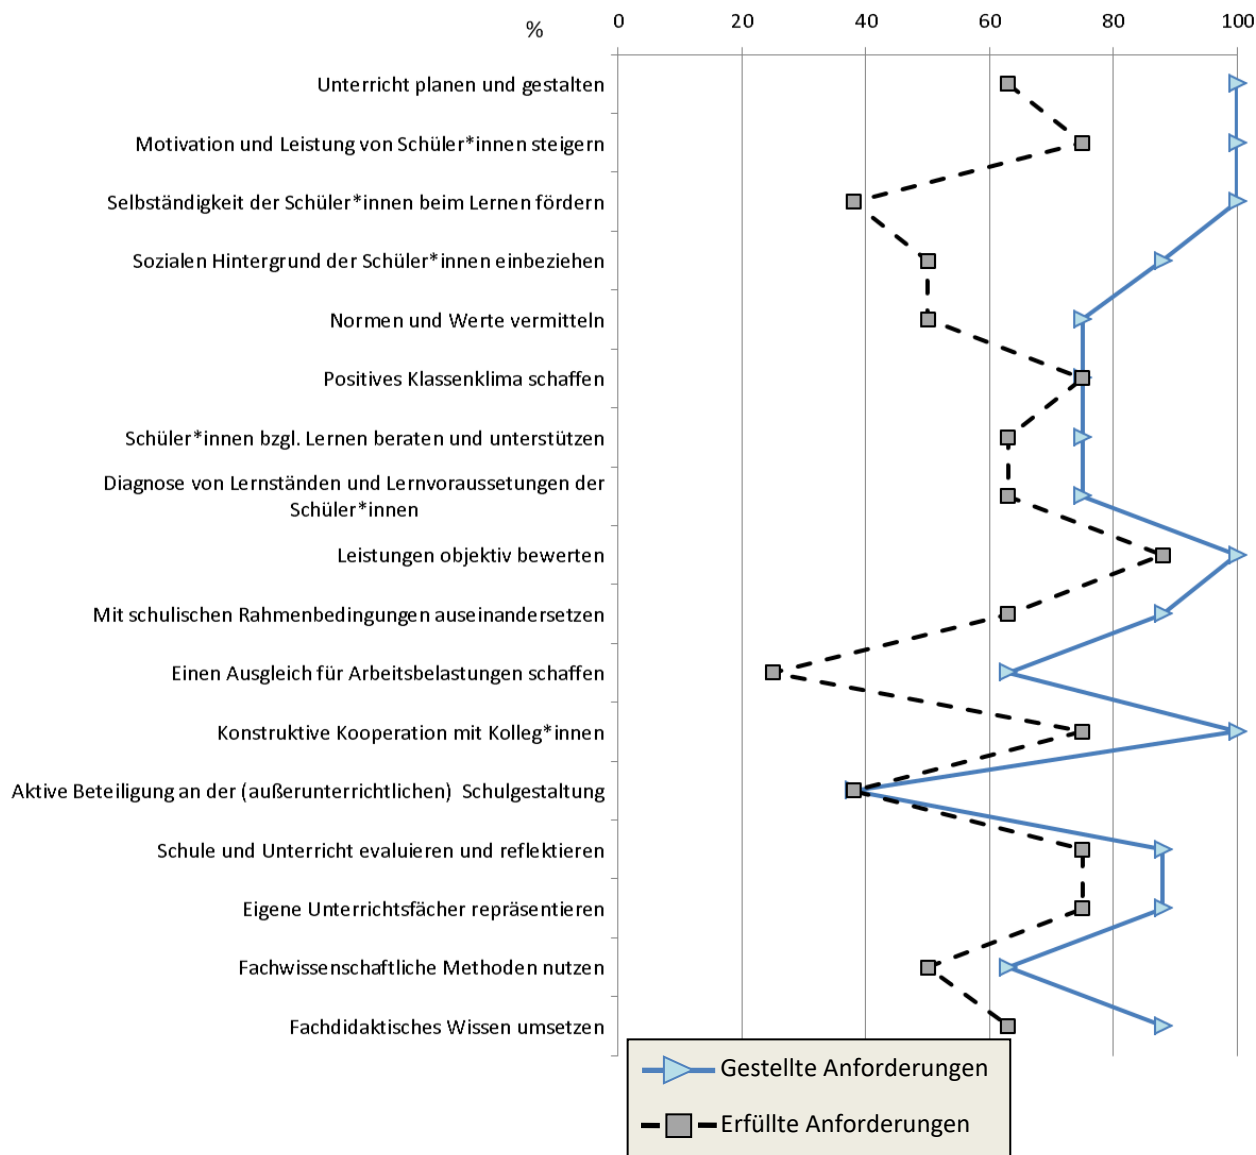 % 0 20 40 60 80 100
Unterricht planen und gestalten
Motivation und Leistung von Schüler*innen steigern
Selbständigkeit der Schüler*innen beim Lernen fördern
Sozialen Hintergrund der Schüler*innen einbeziehen
Normen und Werte vermitteln
Positives Klassenklima schaffen
Schüler*innen bzgl. Lernen beraten und unterstützen
Diagnose von Lernständen und Lernvoraussetungen der
Schüler*innen
Leistungen objektiv bewerten
Mit schulischen Rahmenbedingungen auseinandersetzen
Einen Ausgleich für Arbeitsbelastungen schaffen
Konstruktive Kooperation mit Kolleg*innen
Aktive Beteiligung an der (außerunterrichtlichen) Schulgestaltung
Schule und Unterricht evaluieren und reflektieren
Eigene Unterrichtsfächer repräsentieren
Fachwissenschaftliche Methoden nutzen
Fachdidaktisches Wissen umsetzen
Gestellte Anforderungen
Erfüllte Anforderungen